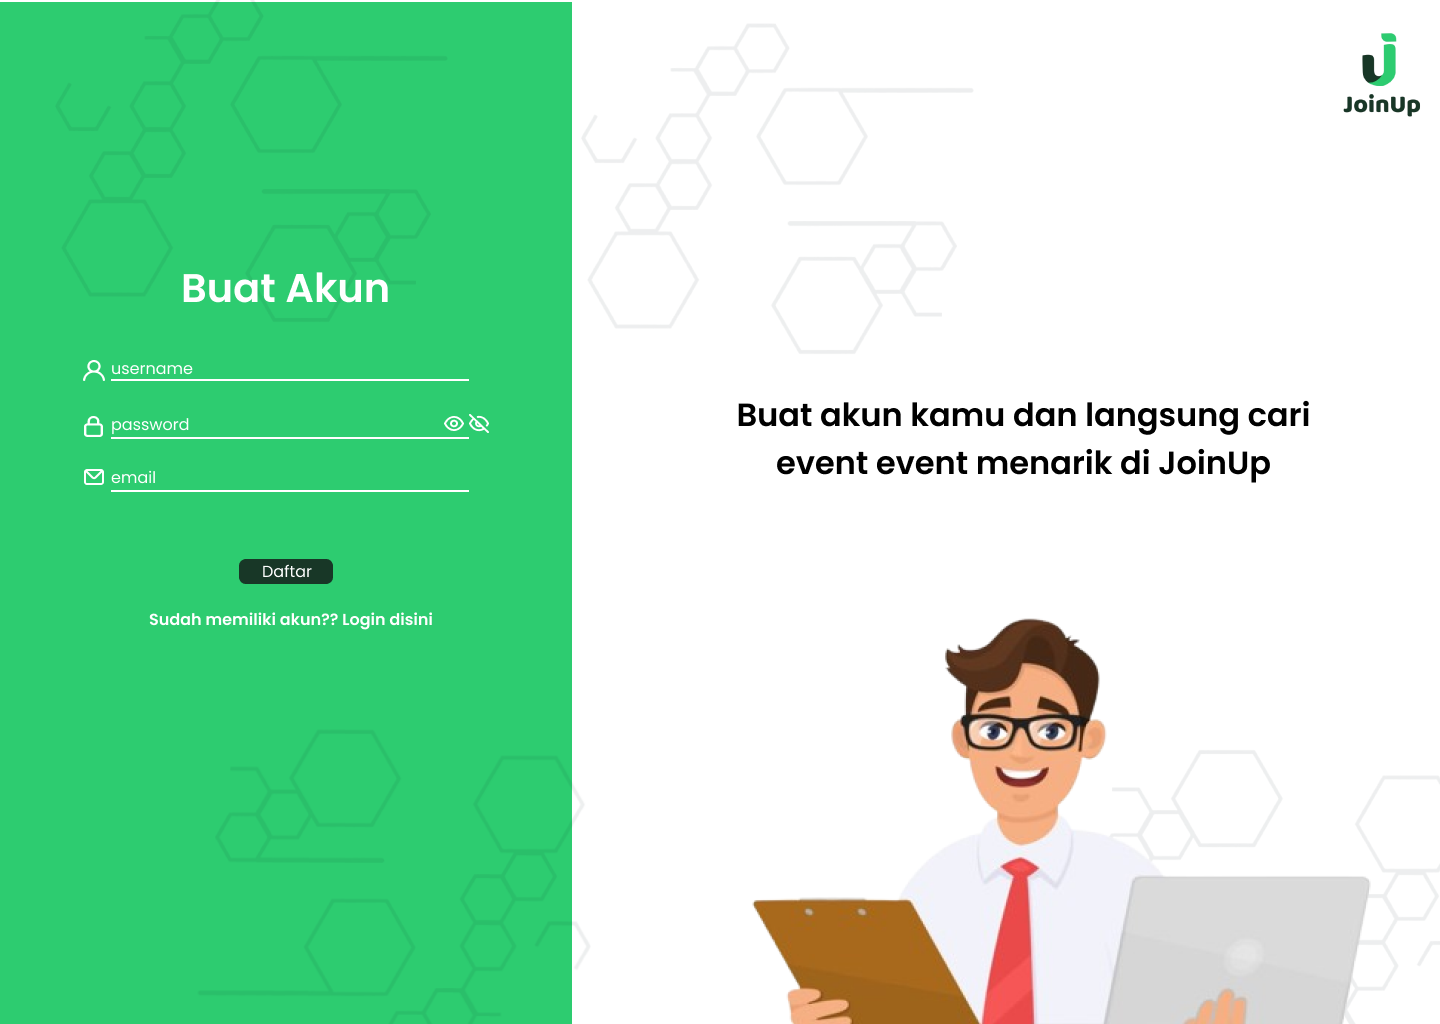 Buat Akun
username
password
email
Daftar
Sudah memiliki akun?? Login disini
JoinUp
Buat akun kamu dan langsung cari
event event menarik di JoinUp